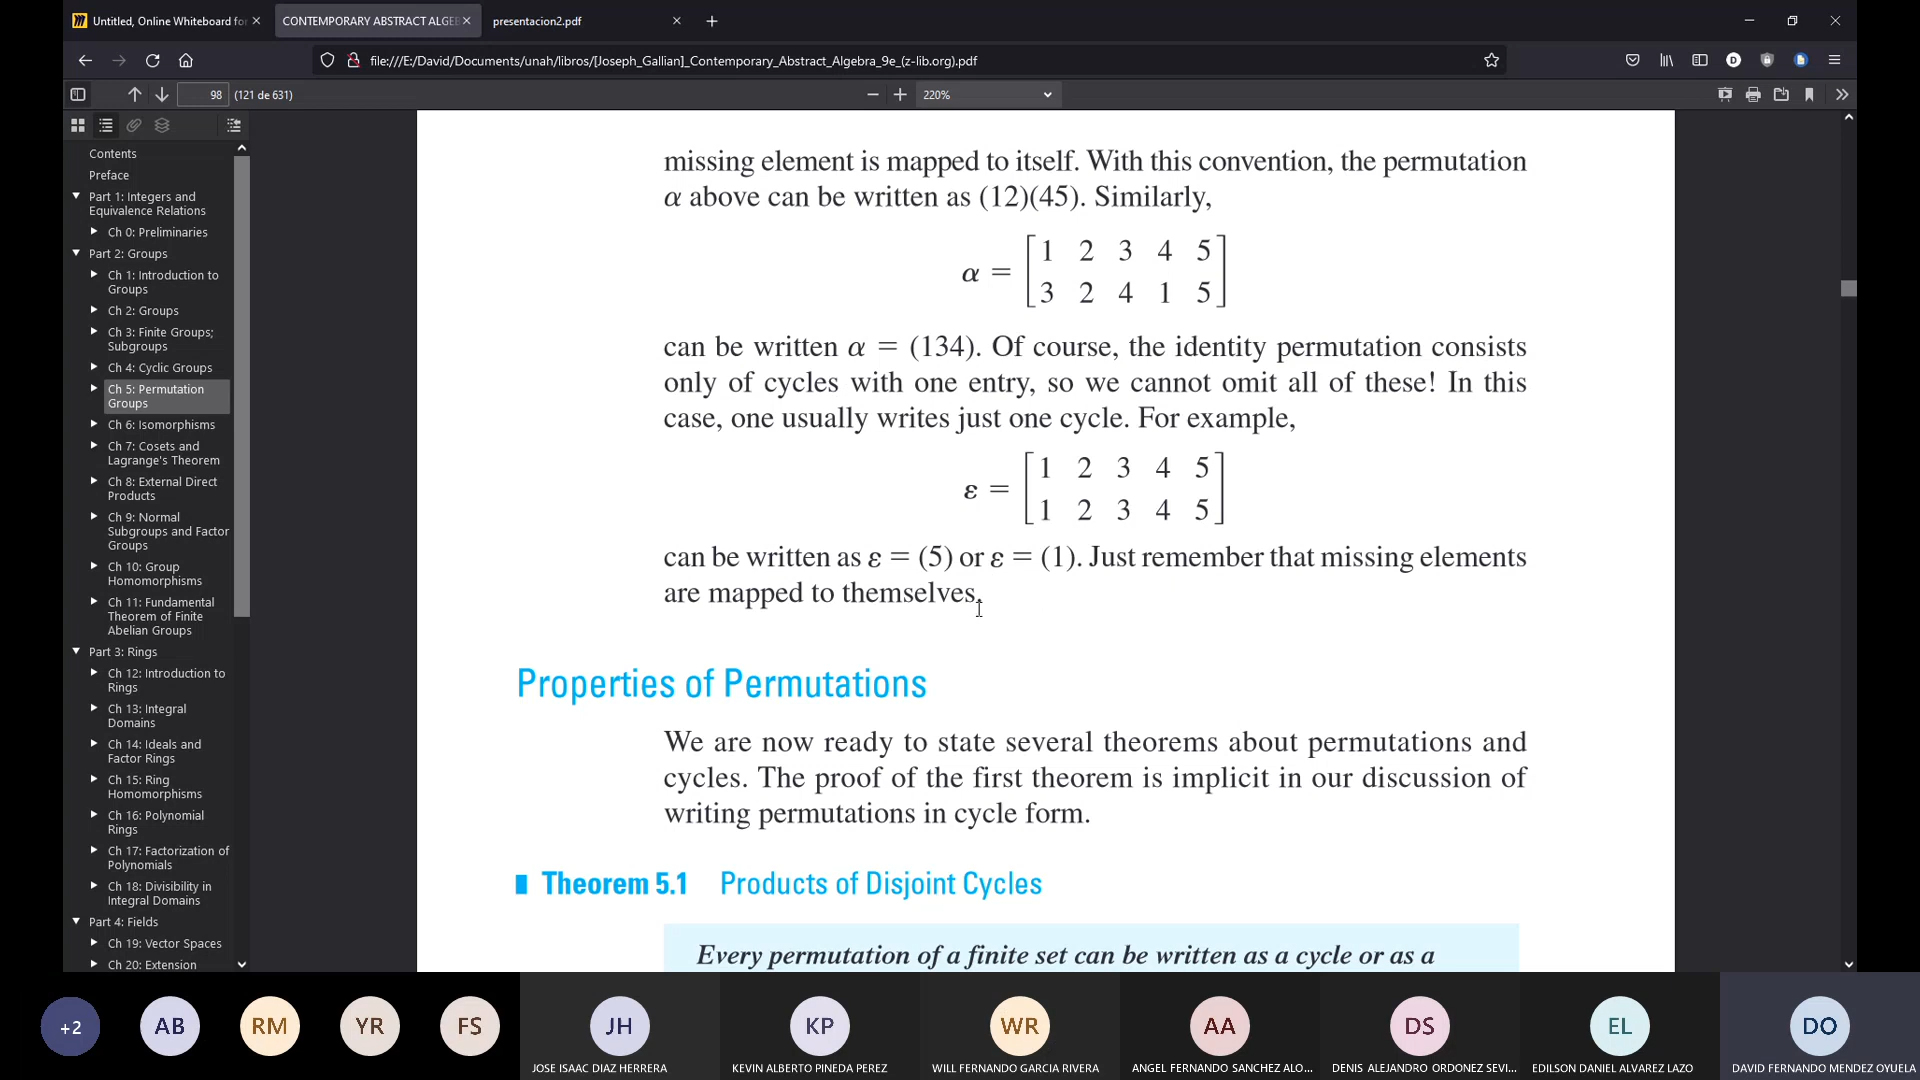 Untitled, Online Whiteboard for
CONTEMPORARY ABSTRACT ALGEB
presentacion2.pdf
file:///E:/David/Documents/unah/libros/[Joseph_Gallian]_Contemporary_Abstract_Algebra_9e_(z-lib.org).pdf
98 (121 de 631)
220%
Contents
Preface
Part 1: Integers and
Equivalence Relations
Ch 0: Preliminaries
Part 2: Groups
Ch 1: Introduction to
Groups
Ch 2: Groups
Ch 3: Finite Groups;
Subgroups
Ch 4: Cyclic Groups
Ch 5: Permutation
Groups
Ch 6: Isomorphisms
Ch 7: Cosets and
Lagrange's Theorem
Ch 8: External Direct
Products
Ch 9: Normal
Subgroups and Factor
Groups
Ch 10: Group
Homomorphisms
Ch 11: Fundamental
Theorem of Finite
Abelian Groups
Part 3: Rings
Ch 12: Introduction to
Rings
Ch 13: Integral
Domains
Ch 14: Ideals and
Factor Rings
Ch 15: Ring
Homomorphisms
Ch 16: Polynomial
Rings
Ch 17: Factorization of
Polynomials
Ch 18: Divisibility in
Integral Domains
Part 4: Fields
Ch 19: Vector Spaces
Ch 20: Extension
missing element is mapped to itself. With this convention, the permutation
α above can be written as (12)(45). Similarly,
α = [1 2 3 4 5
3 2 4 1 5]
can be written α = (134). Of course, the identity permutation consists
only of cycles with one entry, so we cannot omit all of these! In this
case, one usually writes just one cycle. For example,
ε = [1 2 3 4 5
1 2 3 4 5]
can be written as ε = (5) or ε = (1). Just remember that missing elements
are mapped to themselves.
Properties of Permutations
We are now ready to state several theorems about permutations and
cycles. The proof of the first theorem is implicit in our discussion of
writing permutations in cycle form.
Theorem 5.1 Products of Disjoint Cycles
Every permutation of a finite set can be written as a cycle or as a
+2
AB
RM
YR
FS
JH
KP
WR
AA
DS
EL
DO
JOSE ISAAC DIAZ HERRERA
KEVIN ALBERTO PINEDA PEREZ
WILL FERNANDO GARCIA RIVERA
ANGEL FERNANDO SANCHEZ ALO...
DENIS ALEJANDRO ORDONEZ SEVI...
EDILSON DANIEL ALVAREZ LAZO
DAVID FERNANDO MENDEZ OYUELA